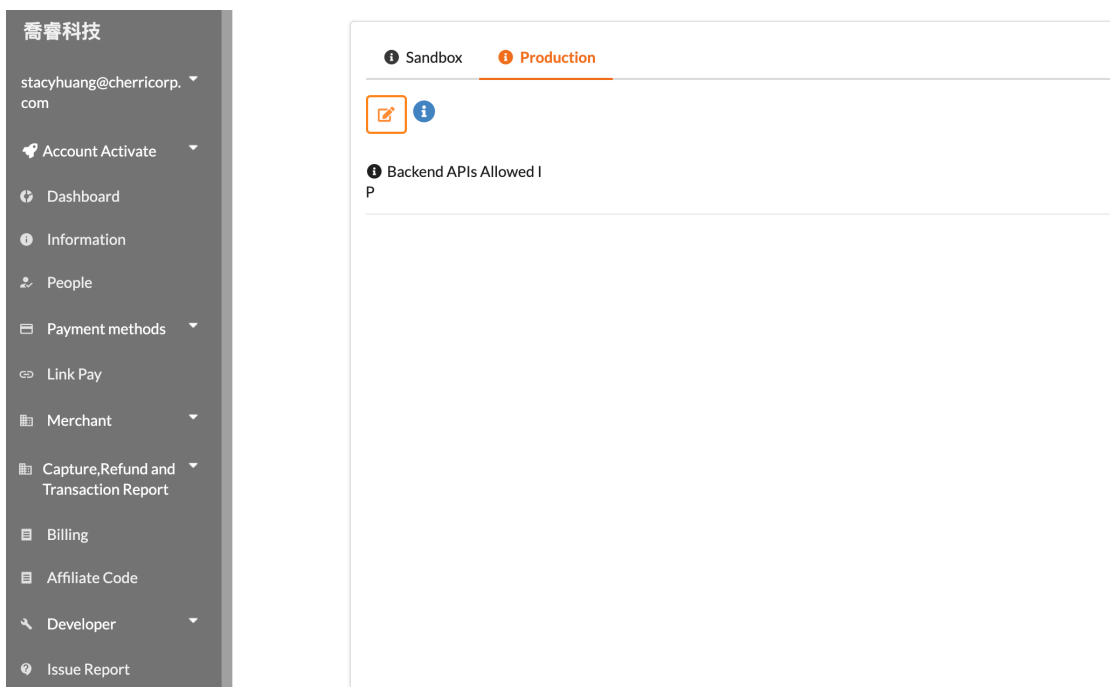 喬睿科技
stacyhuang@cherricorp.
com
Account Activate
Dashboard
Information
People
Payment methods
Link Pay
Merchant
Capture,Refund and
Transaction Report
Billing
Affiliate Code
Developer
Issue Report
Sandbox
Production
Backend APIs Allowed I
P